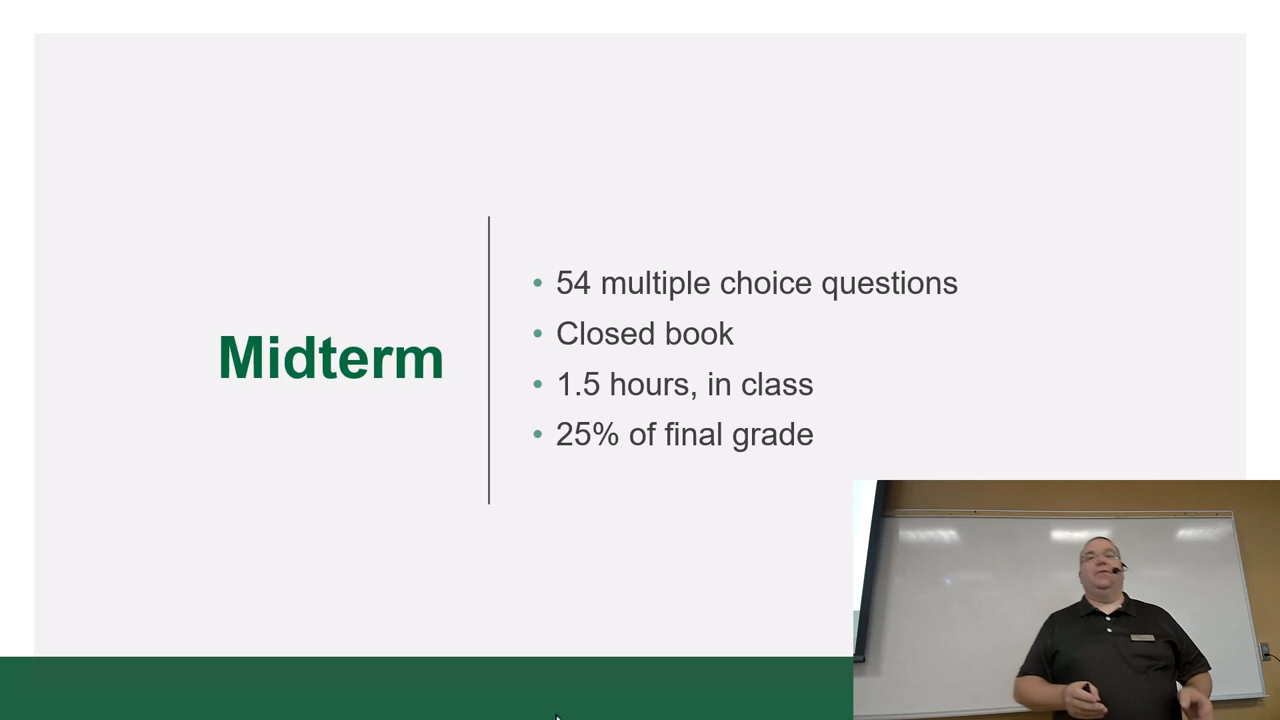 Midterm
54 multiple choice questions
Closed book
1.5 hours, in class
25% of final grade